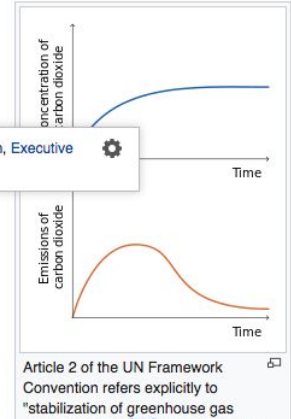 oncentration of
arbon dioxide
, Executive
Time
Emissions of
carbon dioxide
Time
Article 2 of the UN Framework
Convention refers explicitly to
"stabilization of greenhouse gas